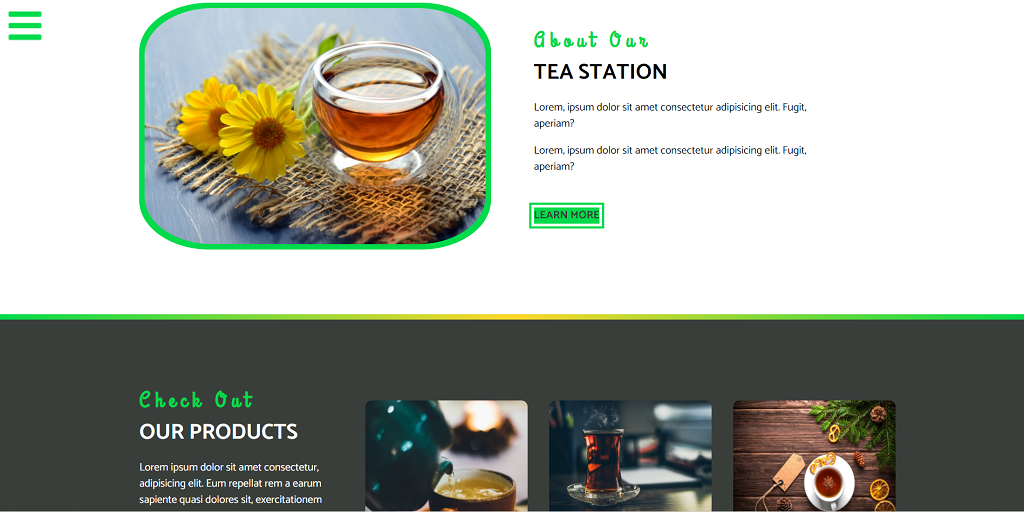 About Our
TEA STATION
Lorem, ipsum dolor sit amet consectetur adipisicing elit. Fugit,
aperiam?
Lorem, ipsum dolor sit amet consectetur adipisicing elit. Fugit,
aperiam?
LEARN MORE
Check Out
OUR PRODUCTS
Lorem ipsum dolor sit amet consectetur,
adipisicing elit. Eum repellat rem a earum
sapiente quasi dolores sit, exercitationem